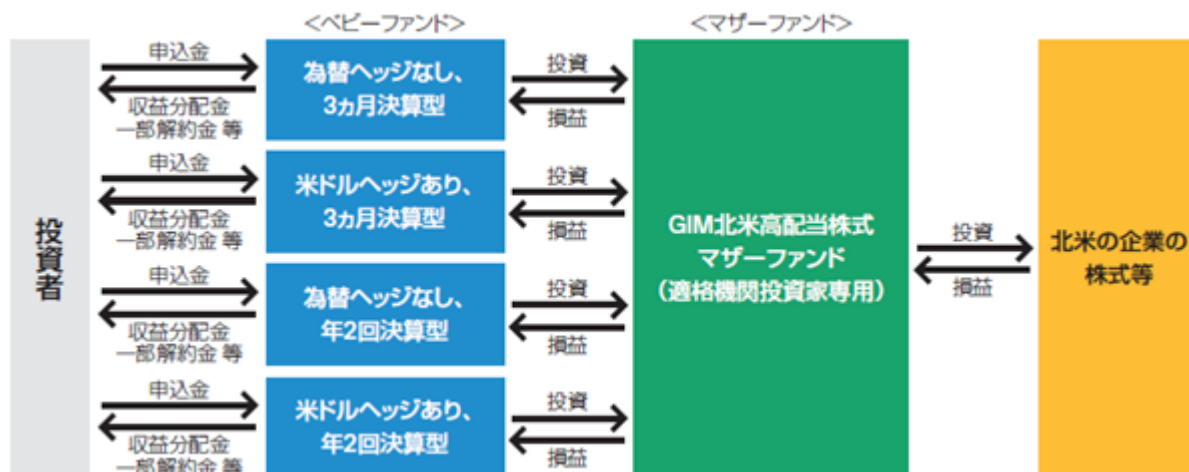 <ベビーファンド>
<マザーファンド>
投資者
申込金
収益分配金
一部解約金 等
為替ヘッジなし、
3ヵ月決算型
投資
損益
申込金
収益分配金
一部解約金 等
米ドルヘッジあり、
3ヵ月決算型
投資
損益
申込金
収益分配金
一部解約金 等
為替ヘッジなし、
年2回決算型
投資
損益
申込金
収益分配金
一部解約金 等
米ドルヘッジあり、
年2回決算型
投資
損益
GIM北米高配当株式
マザーファンド
（適格機関投資家専用）
投資
損益
北米の企業の
株式等